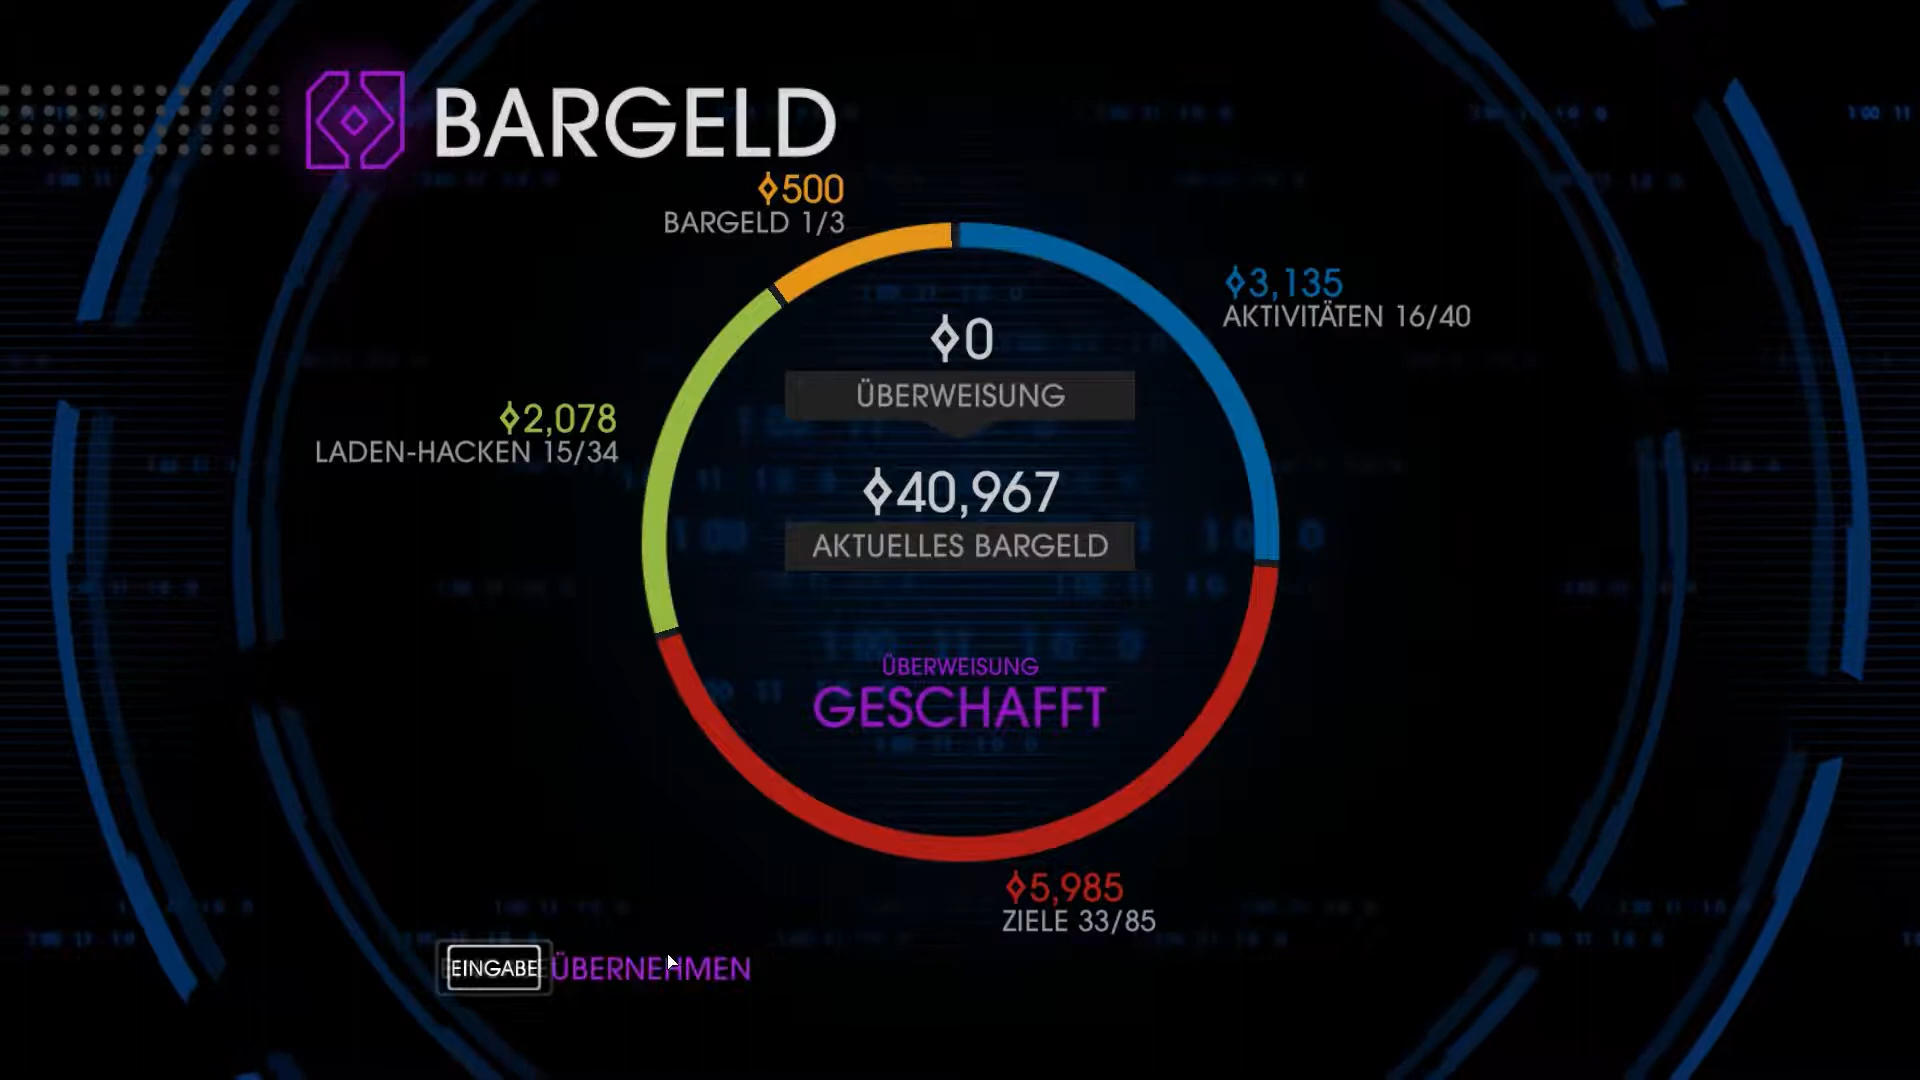 BARGELD
500
BARGELD 1/3
3,135
AKTIVITÄTEN 16/40
0
ÜBERWEISUNG
2,078
LADEN-HACKEN 15/34
40,967
AKTUELLES BARGELD
ÜBERWEISUNG
GESCHAFFT
5,985
ZIELE 33/85
EINGABE ÜBERNEHMEN